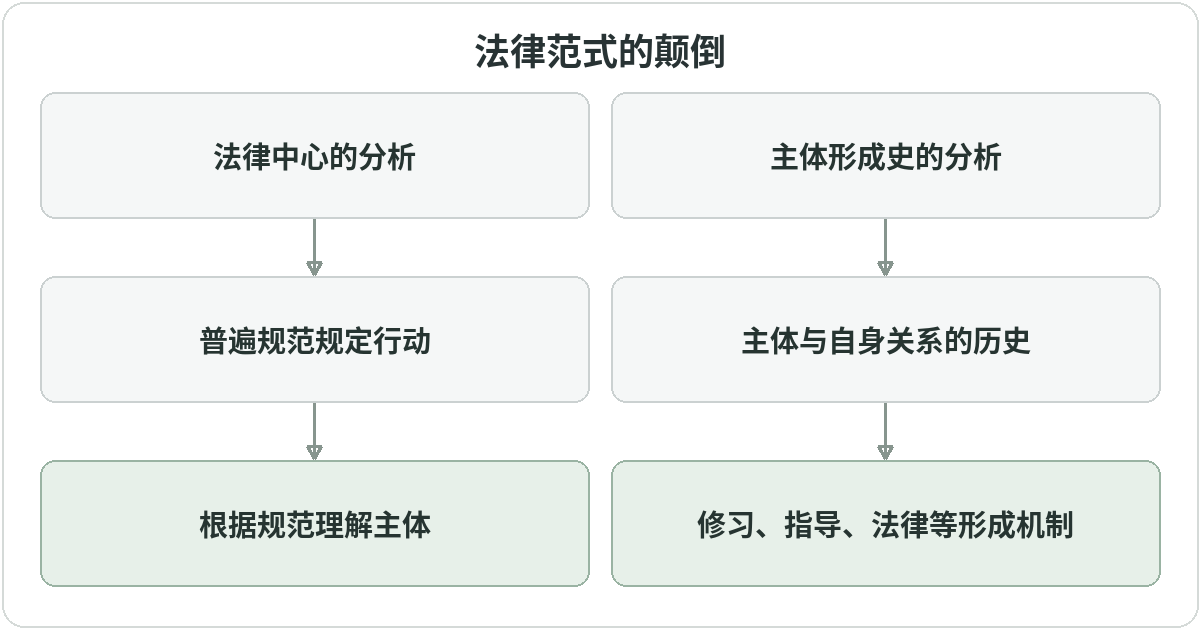 法律范式的颠倒
法律中心的分析
普遍规范规定行动
根据规范理解主体
主体形成史的分析
主体与自身关系的历史
修习、指导、法律等形成机制